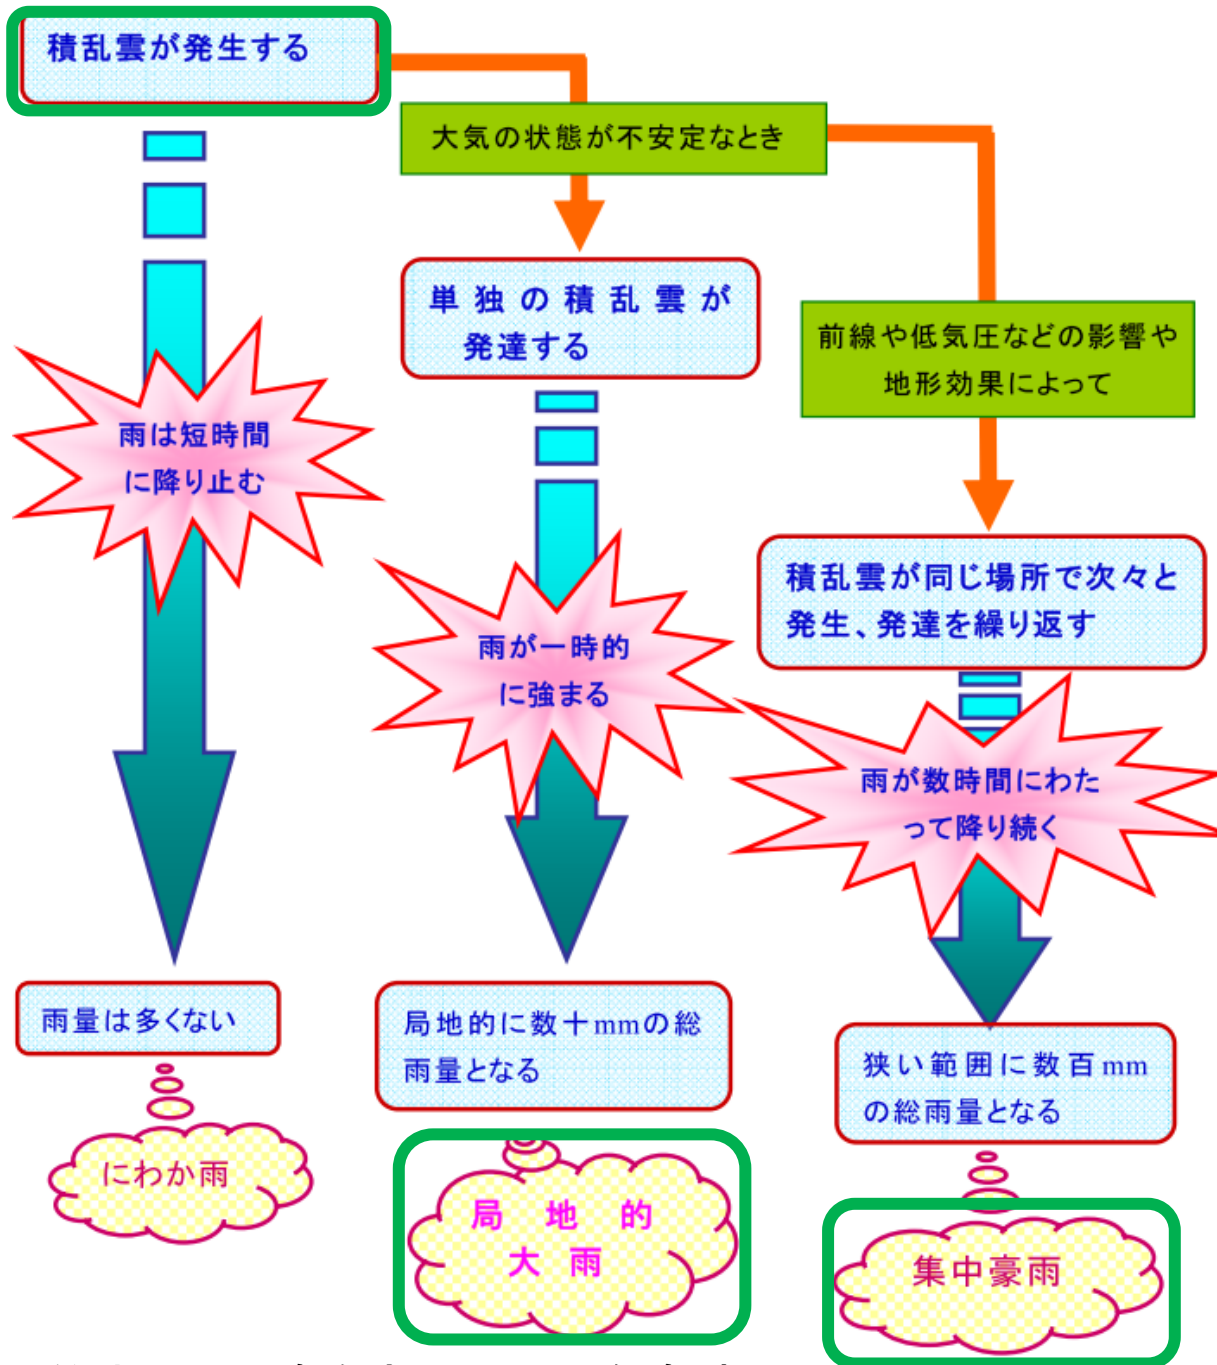 積乱雲が発生する
大気の状態が不安定なとき
単独の積乱雲が
発達する
前線や低気圧などの影響や
地形効果によって
雨は短時間
に降り止む
積乱雲が同じ場所で次々と
発生、発達を繰り返す
雨が一時的
に強まる
雨が数時間にわた
って降り続く
雨量は多くない
局地的に数十mmの総
雨量となる
狭い範囲に数百mm
の総雨量となる
にわか雨
局地的
大雨
集中豪雨